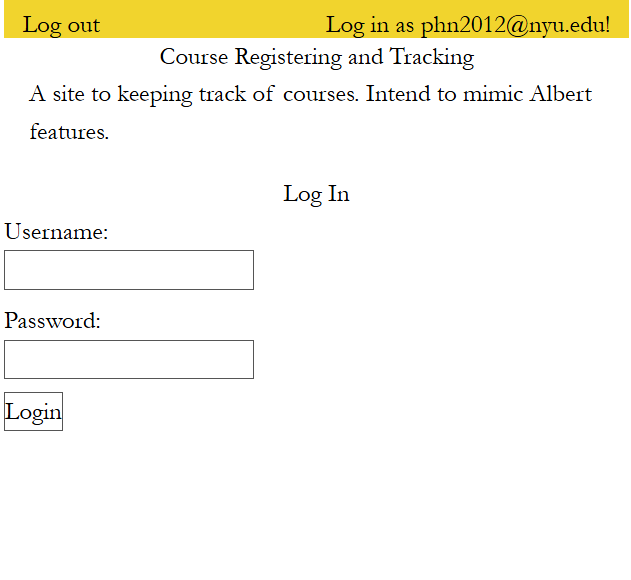 Log out Log in as phn2012@nyu.edu!
Course Registering and Tracking
A site to keeping track of courses. Intend to mimic Albert
features.
Log In
Username:
Password:
Login